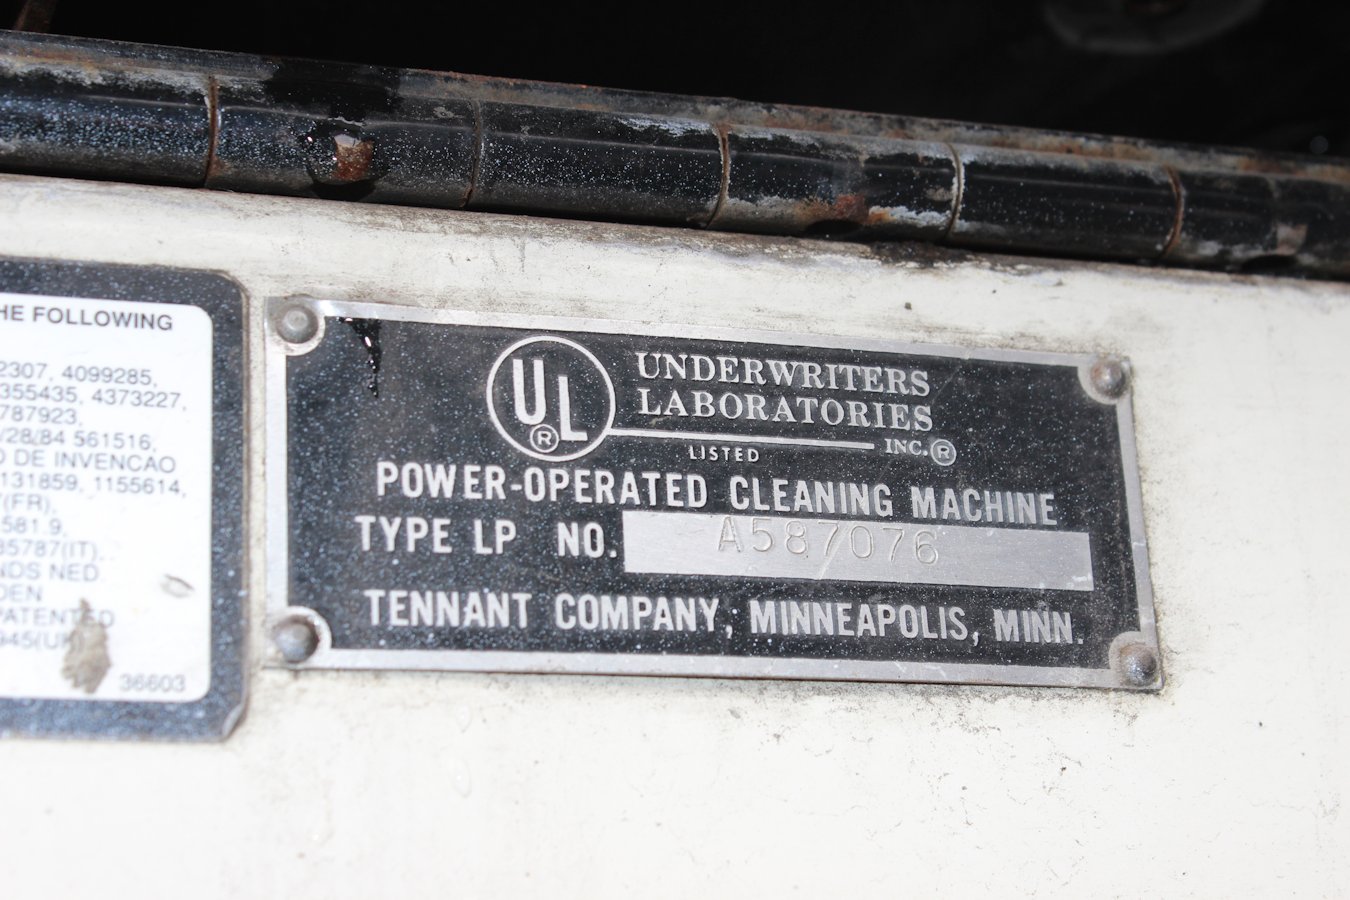 HE FOLLOWING
2307, 4099285,
355435, 4373227,
787923,
/28/84 561516,
O DE INVENCAO
131859, 1155614,
(FR),
581.9,
35787(IT),
NDS NED.
DEN
PATENTED
945(UK)
36603
UL®
UNDERWRITERS
LABORATORIES
INC.®
LISTED
POWER-OPERATED CLEANING MACHINE
TYPE LP NO. A587076
TENNANT COMPANY, MINNEAPOLIS, MINN.